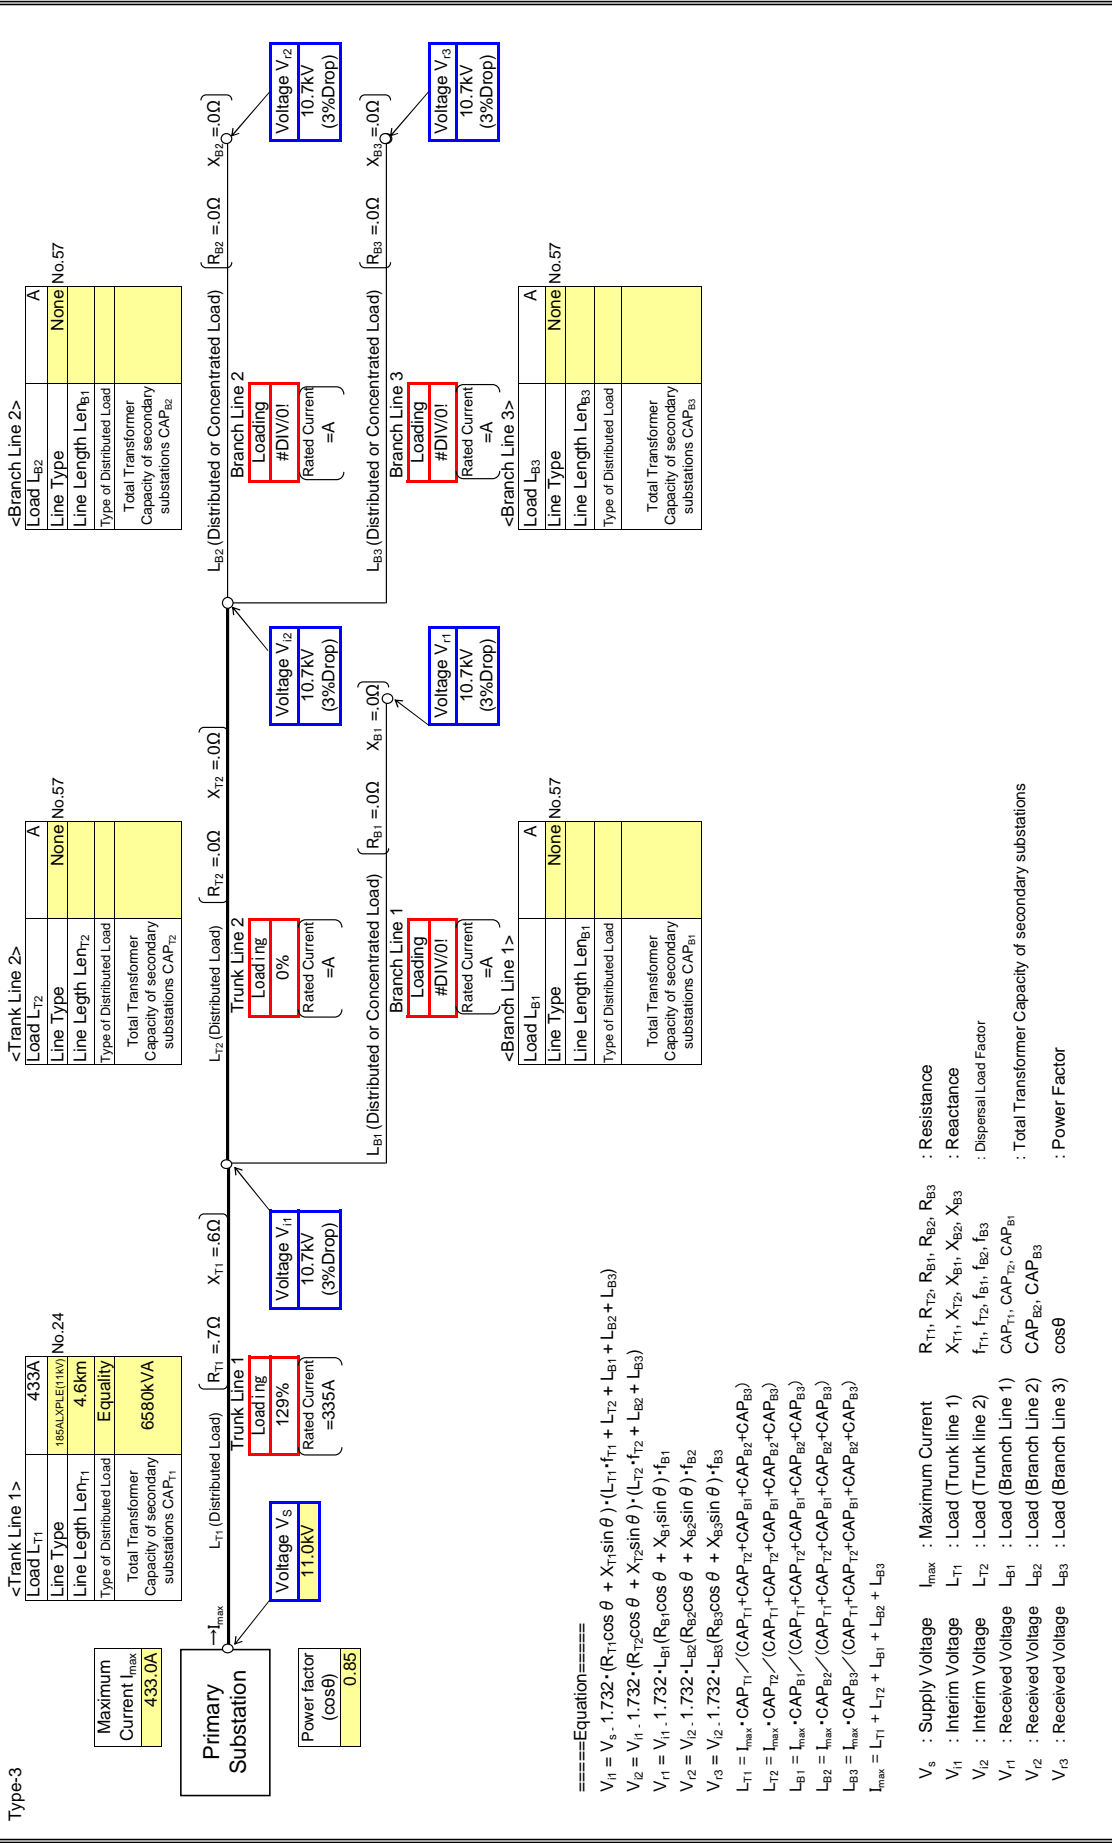 Type-3
Maximum
Current Imax
433.0A
Primary
Substation
Power factor
(cosθ)
0.85
→Imax
Voltage VS
11.0kV
<Trank Line 1>
Load LT1 433A
Line Type 185ALXPLE(11kV) No.24
Line Legth LenT1 4.6km
Type of Distributed Load Equality
Total Transformer
Capacity of secondary
substations CAPT1
6580kVA
LT1 (Distributed Load) RT1 =.7Ω XT1 =.6Ω
Trunk Line 1
Loading
129%
Rated Current
=335A
Voltage Vi1
10.7kV
(3%Drop)
<Trank Line 2>
Load LT2 A
Line Type None No.57
Line Length LenT2
Type of Distributed Load
Total Transformer
Capacity of secondary
substations CAPT2
LT2 (Distributed Load) RT2 =.0Ω XT2 =.0Ω
Trunk Line 2
Loading
0%
Rated Current
=A
Voltage Vi2
10.7kV
(3%Drop)
LB1 (Distributed or Concentrated Load) RB1 =.0Ω XB1 =.0Ω
Branch Line 1
Loading
#DIV/0!
Rated Current
=A
Voltage Vr1
10.7kV
(3%Drop)
<Branch Line 1>
Load LB1 A
Line Type None No.57
Line Length LenB1
Type of Distributed Load
Total Transformer
Capacity of secondary
substations CAPB1
<Branch Line 2>
Load LB2 A
Line Type None No.57
Line Length LenB1
Type of Distributed Load
Total Transformer
Capacity of secondary
substations CAPB2
LB2 (Distributed or Concentrated Load) RB2 =.0Ω XB2 =.0Ω
Branch Line 2
Loading
#DIV/0!
Rated Current
=A
Voltage Vr2
10.7kV
(3%Drop)
LB3 (Distributed or Concentrated Load) RB3 =.0Ω XB3 =.0Ω
Branch Line 3
Loading
#DIV/0!
Rated Current
=A
Voltage Vr3
10.7kV
(3%Drop)
<Branch Line 3>
Load LB3 A
Line Type None No.57
Line Length LenB3
Type of Distributed Load
Total Transformer
Capacity of secondary
substations CAPB3
=====Equation=====
Vi1 = Vs - 1.732・(RT1cos θ + XT1sin θ)・(LT1・fT1 + LT2 + LB1 + LB2 + LB3)
Vi2 = Vi1 - 1.732・(RT2cos θ + XT2sin θ)・(LT2・fT2 + LB2 + LB3)
Vr1 = Vi1 - 1.732・LB1(RB1cos θ + XB1sin θ)・fB1
Vr2 = Vi2 - 1.732・LB2(RB2cos θ + XB2sin θ)・fB2
Vr3 = Vi2 - 1.732・LB3(RB3cos θ + XB3sin θ)・fB3
LT1 = Imax・CAPT1／(CAPT1+CAPT2+CAPB1+CAPB2+CAPB3)
LT2 = Imax・CAPT2／(CAPT1+CAPT2+CAPB1+CAPB2+CAPB3)
LB1 = Imax・CAPB1／(CAPT1+CAPT2+CAPB1+CAPB2+CAPB3)
LB2 = Imax・CAPB2／(CAPT1+CAPT2+CAPB1+CAPB2+CAPB3)
LB3 = Imax・CAPB3／(CAPT1+CAPT2+CAPB1+CAPB2+CAPB3)
Imax = LT1 + LT2 + LB1 + LB2 + LB3
Vs : Supply Voltage Imax : Maximum Current RT1, RT2, RB1, RB2, RB3 : Resistance
Vi1 : Interim Voltage LT1 : Load (Trunk line 1) XT1, XT2, XB1, XB2, XB3 : Reactance
Vi2 : Interim Voltage LT2 : Load (Trunk line 2) fT1, fT2, fB1, fB2, fB3 : Dispersal Load Factor
Vr1 : Received Voltage LB1 : Load (Branch Line 1) CAPT1, CAPT2, CAPB1
Vr2 : Received Voltage LB2 : Load (Branch Line 2) CAPB2, CAPB3 : Total Transformer Capacity of secondary substations
Vr3 : Received Voltage LB3 : Load (Branch Line 3) cosθ : Power Factor